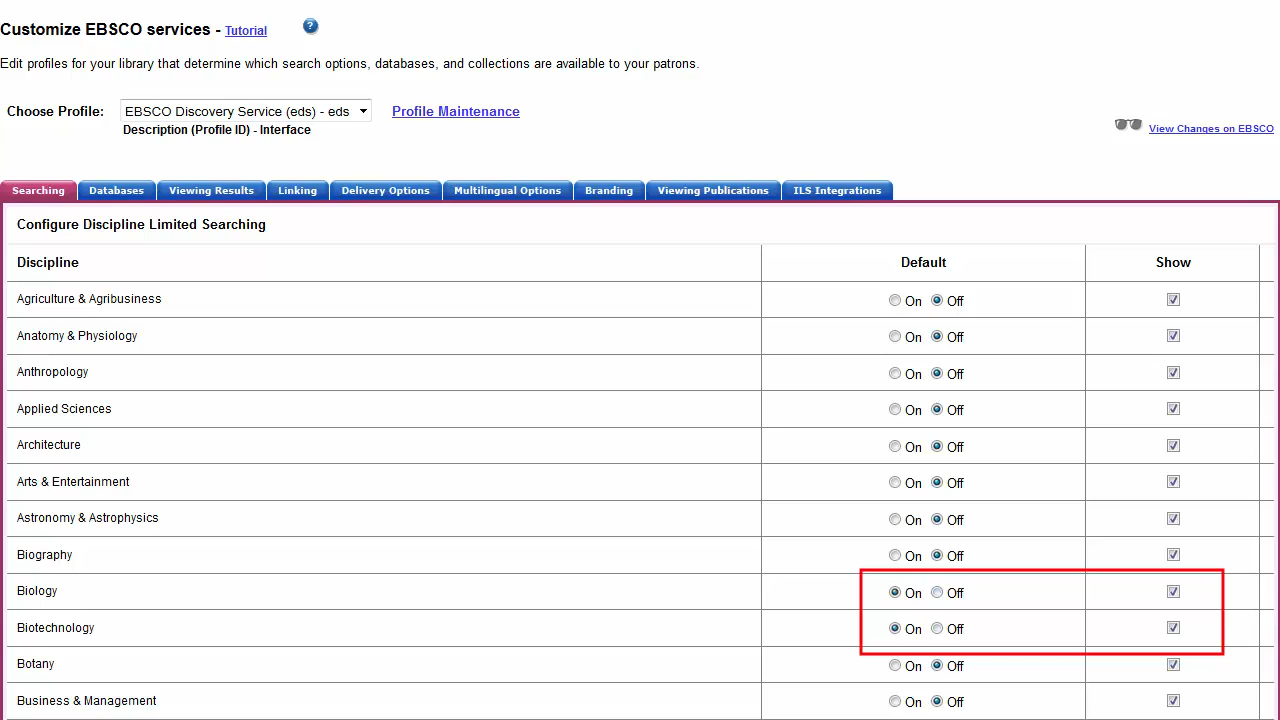 Customize EBSCO services - Tutorial ?
Edit profiles for your library that determine which search options, databases, and collections are available to your patrons.
Choose Profile: EBSCO Discovery Service (eds) - eds Profile Maintenance
Description (Profile ID) - Interface
View Changes on EBSCO
Searching Databases Viewing Results Linking Delivery Options Multilingual Options Branding Viewing Publications ILS Integrations
Configure Discipline Limited Searching
Discipline Default Show
Agriculture & Agribusiness On Off
Anatomy & Physiology On Off
Anthropology On Off
Applied Sciences On Off
Architecture On Off
Arts & Entertainment On Off
Astronomy & Astrophysics On Off
Biography On Off
Biology On Off
Biotechnology On Off
Botany On Off
Business & Management On Off